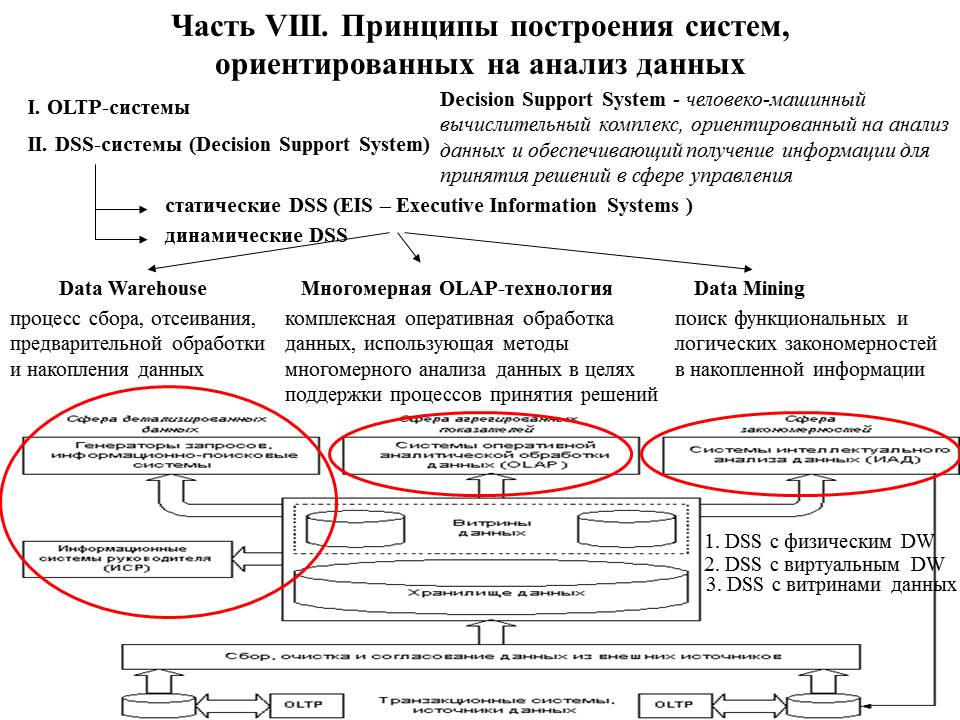 Часть VIII. Принципы построения систем,
ориентированных на анализ данных
I. OLTP-системы
II. DSS-системы (Decision Support System)
Decision Support System - человеко-машинный
вычислительный комплекс, ориентированный на анализ
данных и обеспечивающий получение информации для
принятия решений в сфере управления
статические DSS (EIS – Executive Information Systems )
динамические DSS
Data Warehouse
процесс сбора, отсеивания,
предварительной обработки
и накопления данных
Многомерная OLAP-технология
комплексная оперативная обработка
данных, использующая методы
многомерного анализа данных в целях
поддержки процессов принятия решений
Data Mining
поиск функциональных и
логических закономерностей
в накопленной информации
Сфера детализированных
данных
Генераторы запросов,
информационно-поисковые
системы
Сфера агрегированных
показателей
Системы оперативной
аналитической обработки
данных (OLAP )
Сфера
закономерностей
Системы интеллектуального
анализа данных (ИАД)
Витрины
данных
Информационные
системы руководителя
(ИСР)
Хранилище данных
1. DSS с физическим DW
2. DSS с виртуальным DW
3. DSS с витринами данных
Сбор, очистка и согласование данных из внешних источников
OLTP
Транзакционные системы,
источники данных
OLTP